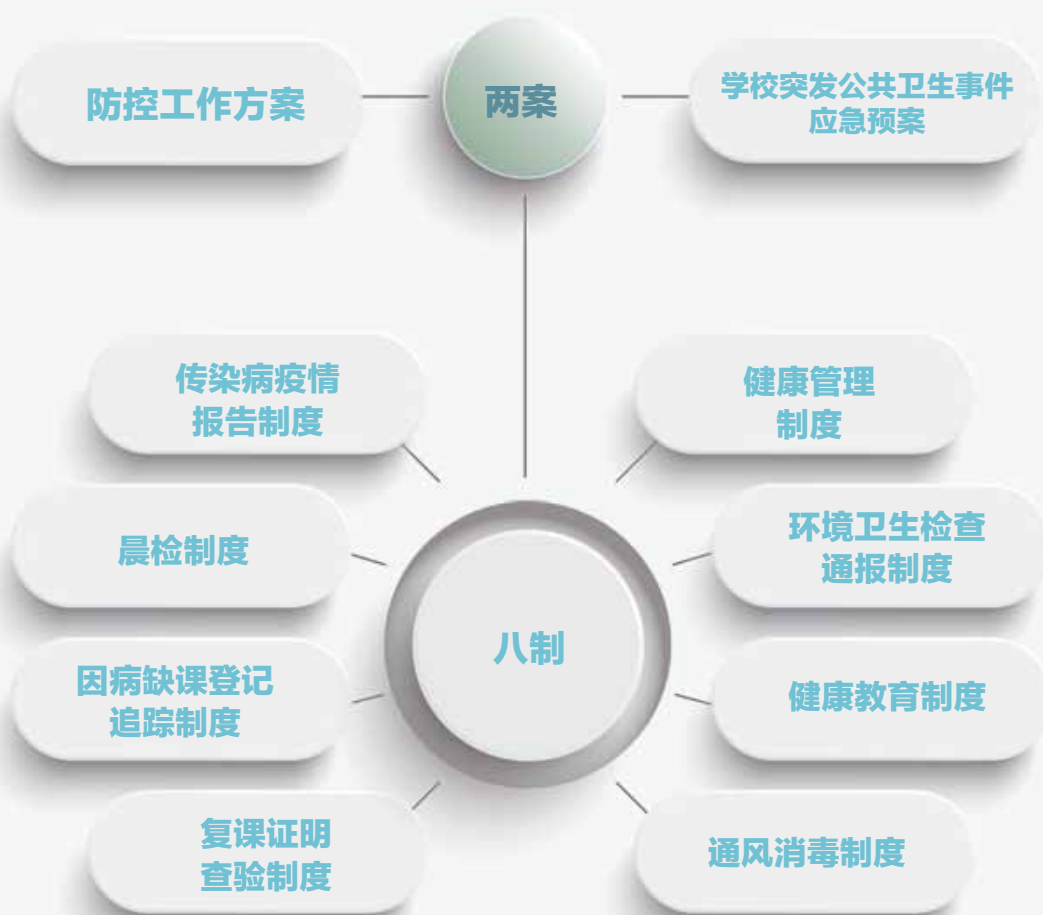 防控工作方案
两案
学校突发公共卫生事件
应急预案
传染病疫情
报告制度
健康管理
制度
晨检制度
环境卫生检查
通报制度
八制
因病缺课登记
追踪制度
健康教育制度
复课证明
查验制度
通风消毒制度